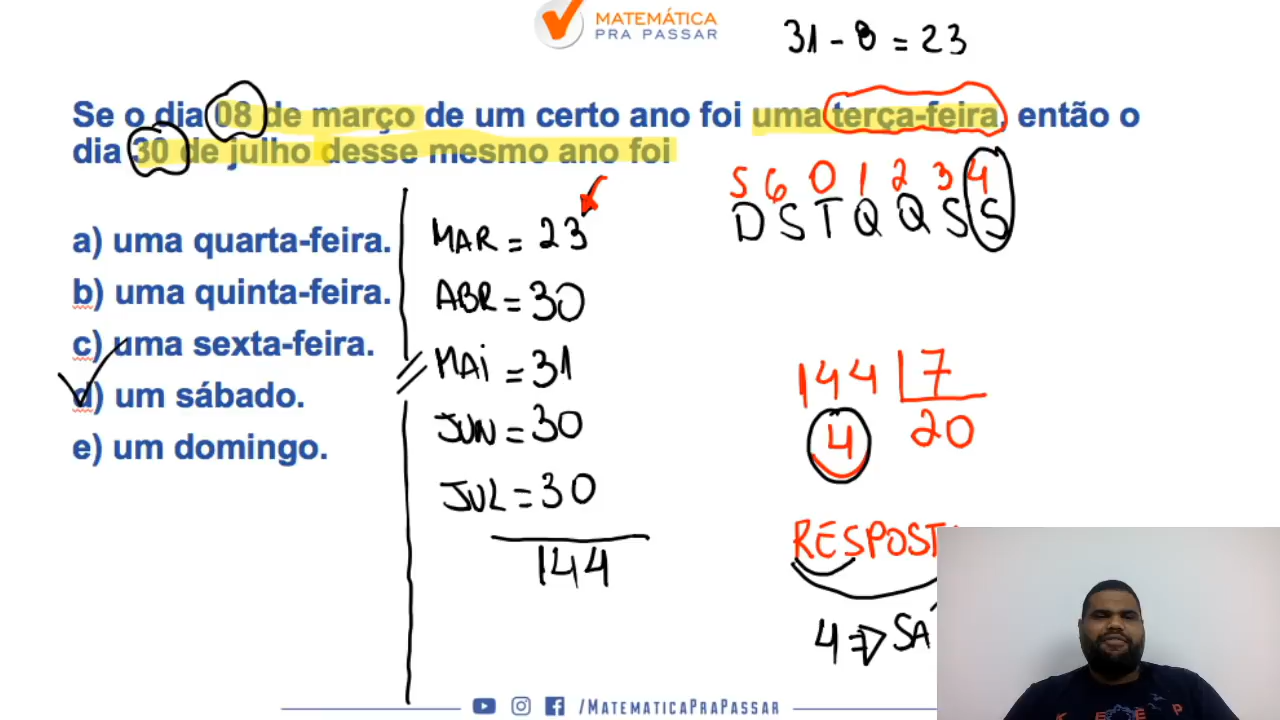 MATEMÁTICA
PRA PASSAR
31 - 8 = 23
Se o dia 08 de março de um certo ano foi uma terça-feira, então o
dia 30 de julho desse mesmo ano foi
5 6 0 1 2 3 4
D S T Q Q S S
a) uma quarta-feira.
b) uma quinta-feira.
c) uma sexta-feira.
d) um sábado.
e) um domingo.
MAR = 23
ABR = 30
MAI = 31
JUN = 30
JUL = 30
144
144 7
4 20
RESPOST
4 => SÁ
/MATEMATICAPRAPASSAR